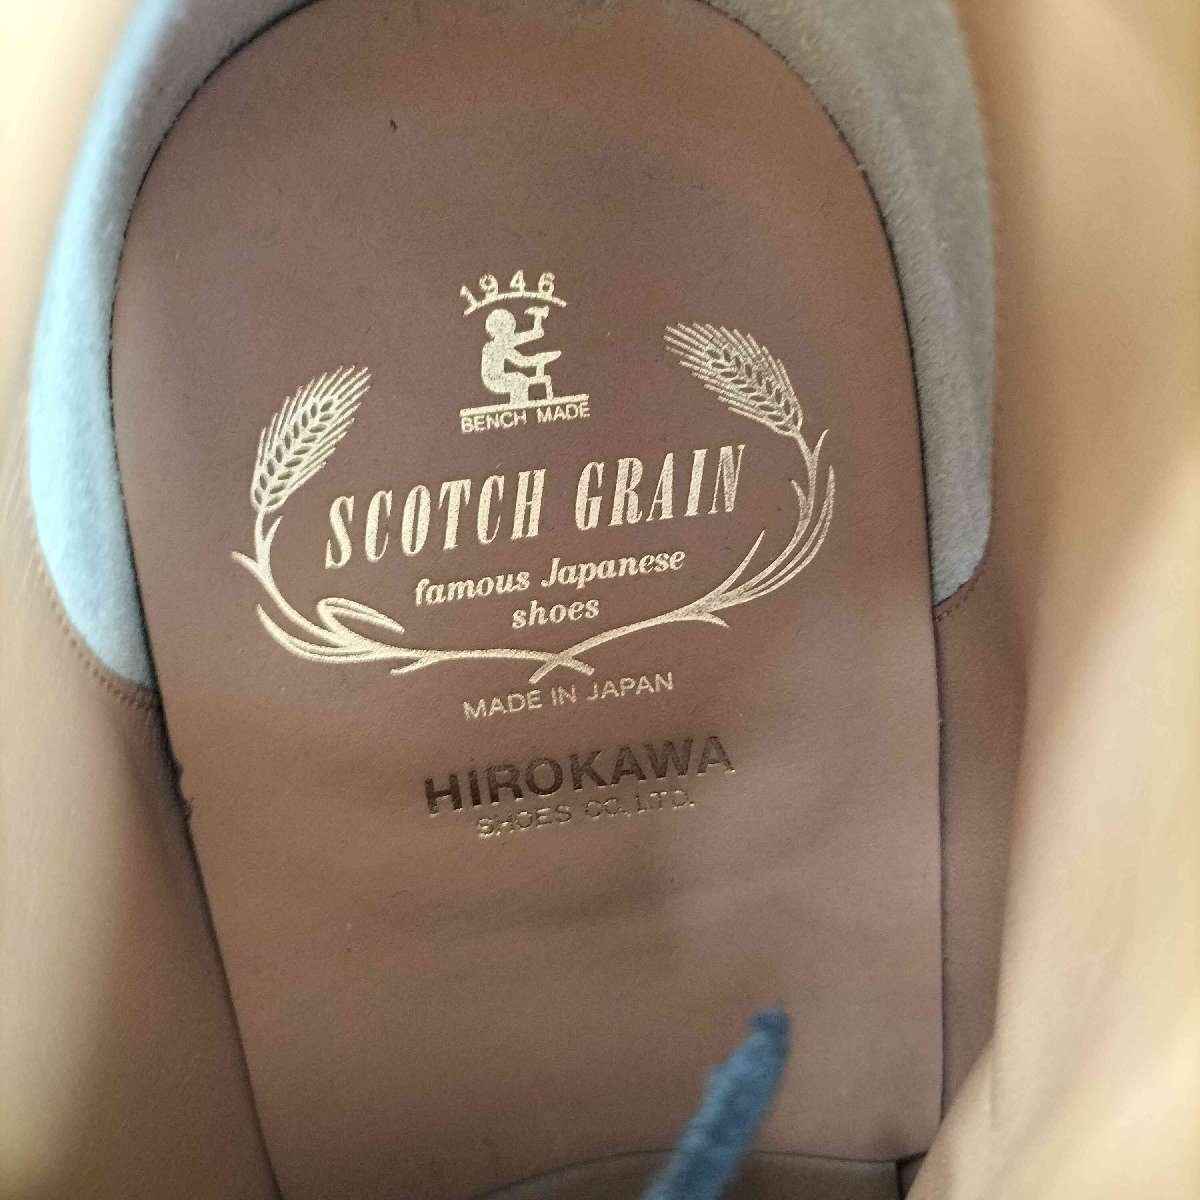 1946
BENCH MADE
SCOTCH GRAIN
famous Japanese
shoes
MADE IN JAPAN
HIROKAWA
SHOES CO., LTD.